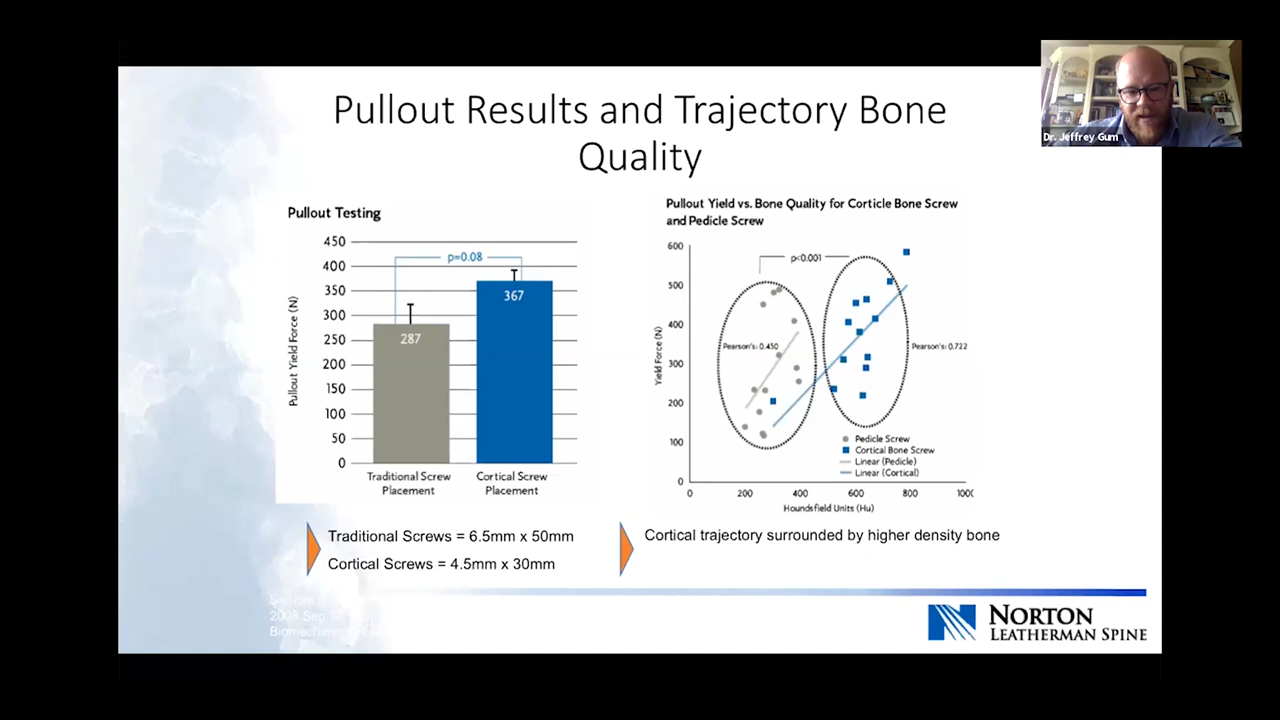 Pullout Results and Trajectory Bone
Quality
Dr. Jeffrey Gum
Pullout Testing
Pullout Yield Force (N)
450
400
350
300
250
200
150
100
50
0
p=0.08
287
367
Traditional Screw
Placement
Cortical Screw
Placement
Pullout Yield vs. Bone Quality for Corticle Bone Screw
and Pedicle Screw
Yield Force (N)
600
500
400
300
200
100
0
p<0.001
Pearson's: 0.450
Pearson's: 0.722
Pedicle Screw
Cortical Bone Screw
Linear (Pedicle)
Linear (Cortical)
0
200
400
600
800
Houndsfield Units (Hu)
Traditional Screws = 6.5mm x 50mm
Cortical Screws = 4.5mm x 30mm
Cortical trajectory surrounded by higher density bone
2008 Sep
NORTON
LEATHERMAN SPINE